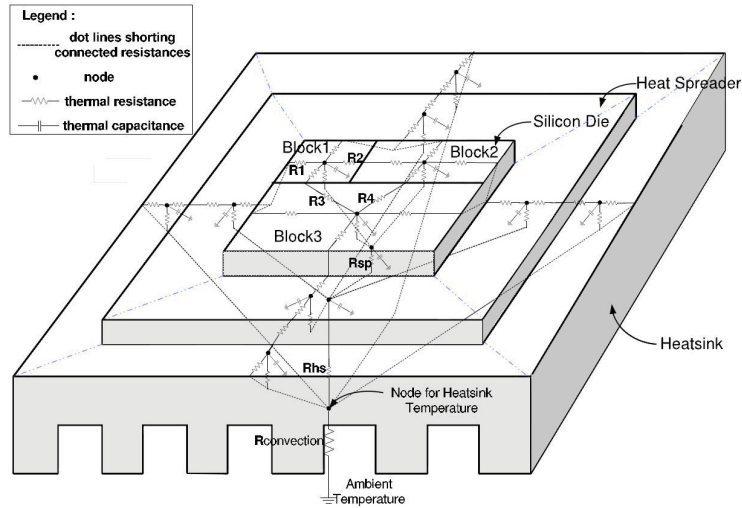 Legend :
dot lines shorting
connected resistances
node
thermal resistance
thermal capacitance
Heat Spreader
Silicon Die
Block1
Block2
R1
R2
R3
R4
Block3
Rsp
Heatsink
Rhs
Node for Heatsink
Temperature
Rconvection
Ambient
Temperature